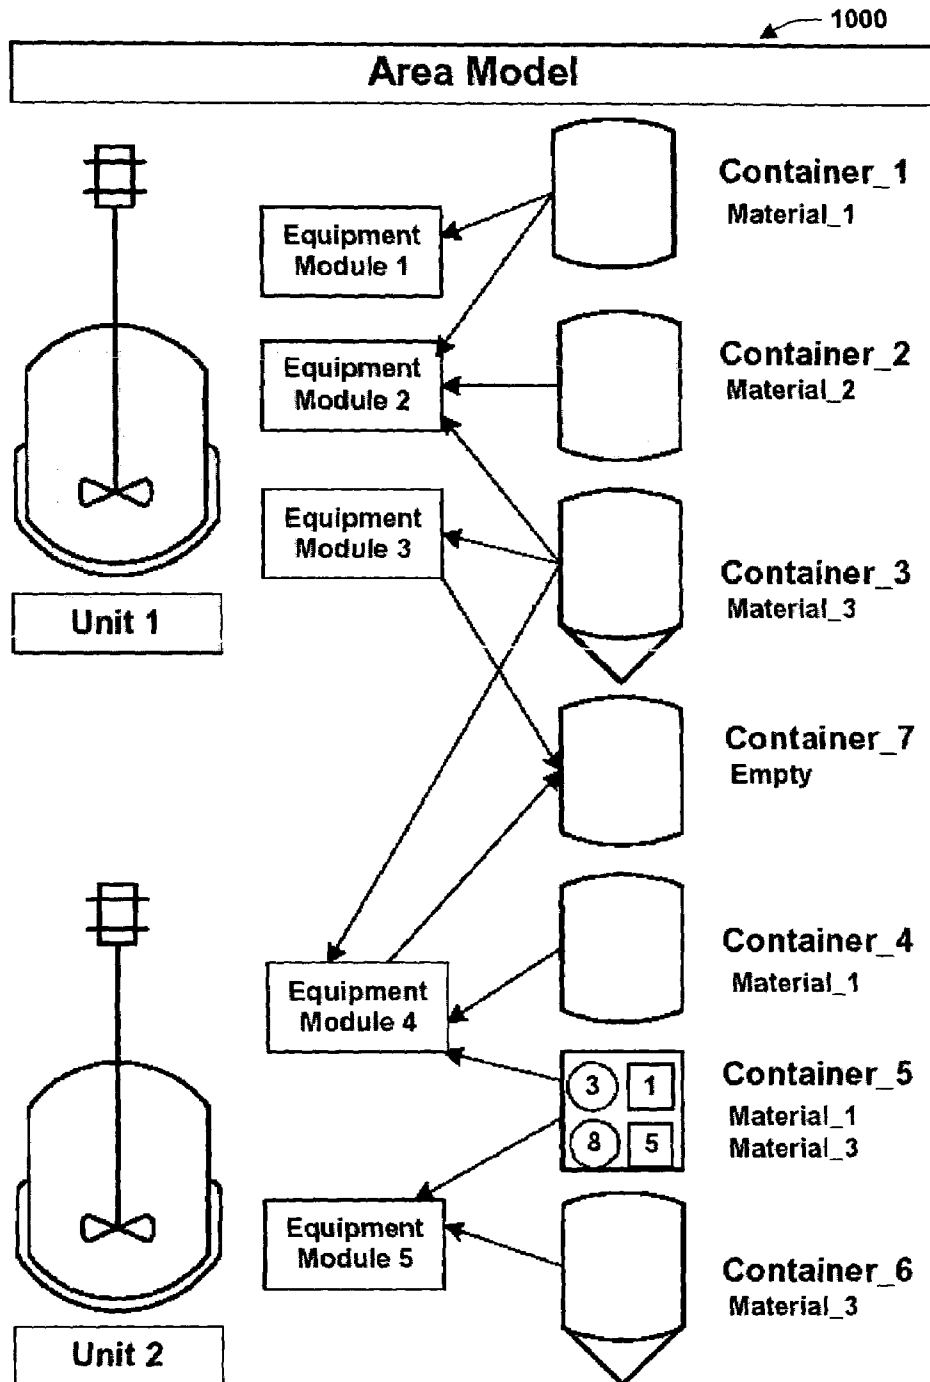 1000
Area Model
Container_1
Material_1
Equipment
Module 1
Container_2
Material_2
Equipment
Module 2
Equipment
Module 3
Container_3
Material_3
Unit 1
Container_7
Empty
Container_4
Material_1
Equipment
Module 4
Container_5
Material_1
Material_3
3 1
8 5
Equipment
Module 5
Container_6
Material_3
Unit 2